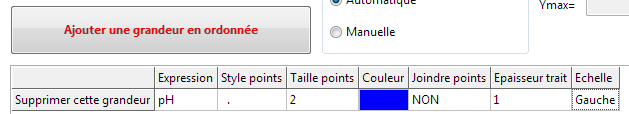 Automatique
Ymax=
Ajouter une grandeur en ordonnée
Manuelle
Expression Style points Taille points Couleur Joindre points Epaisseur trait Echelle
Supprimer cette grandeur pH . 2 NON 1 Gauche